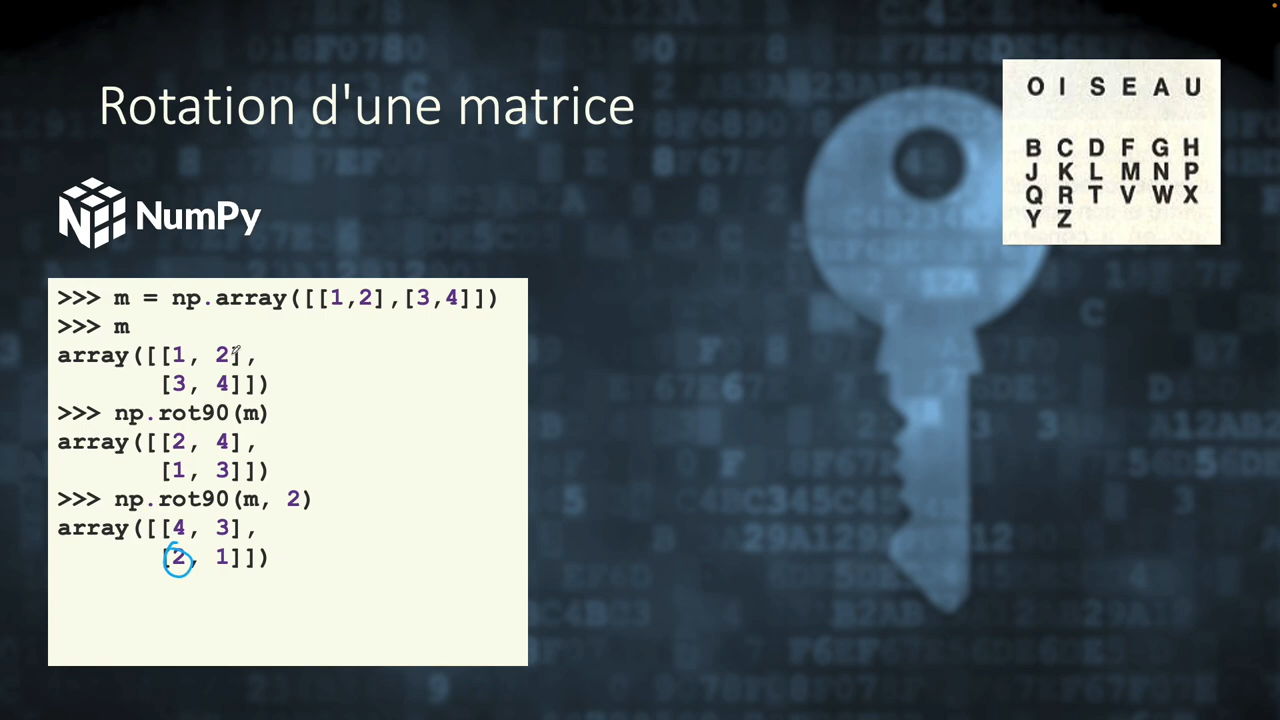 Rotation d'une matrice
O I S E A U
B C D F G H
J K L M N P
Q R T V W X
Y Z
NumPy
>>> m = np.array([[1,2],[3,4]])
>>> m
array([[1, 2],
       [3, 4]])
>>> np.rot90(m)
array([[2, 4],
       [1, 3]])
>>> np.rot90(m, 2)
array([[4, 3],
       [2, 1]])